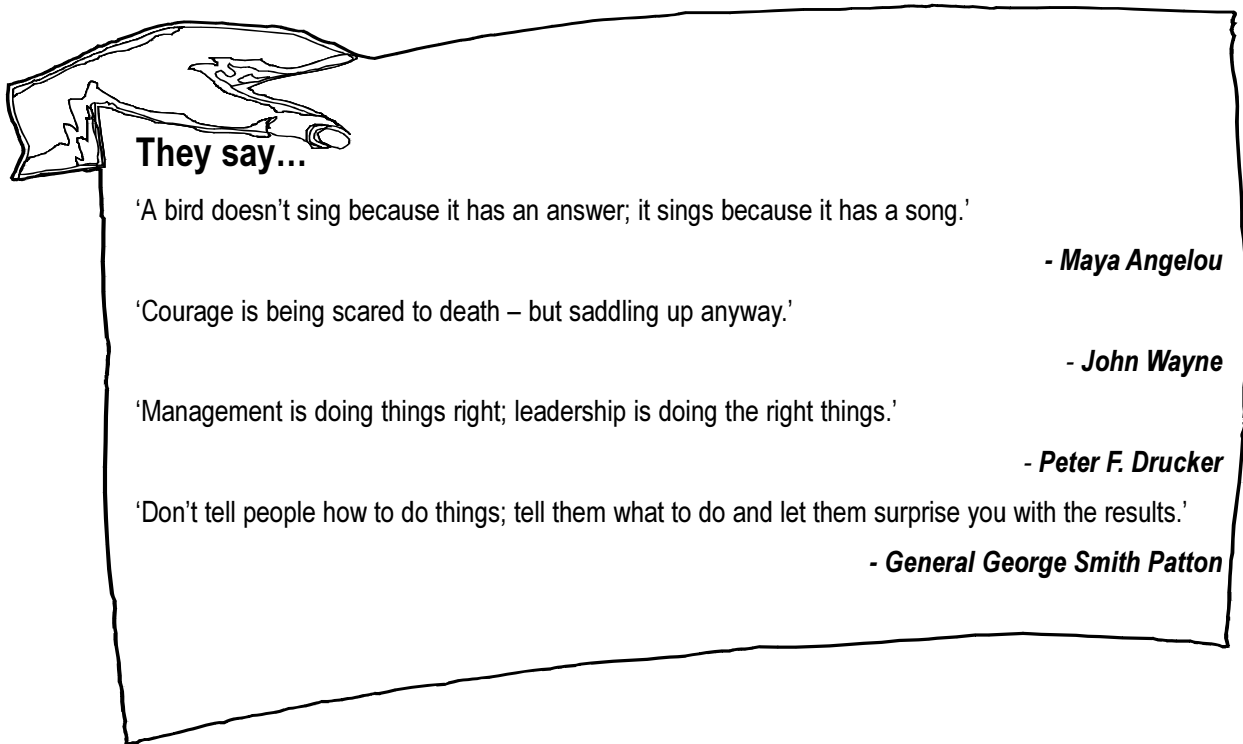 They say…
‘A bird doesn’t sing because it has an answer; it sings because it has a song.’
- Maya Angelou
‘Courage is being scared to death – but saddling up anyway.’
- John Wayne
‘Management is doing things right; leadership is doing the right things.’
- Peter F. Drucker
‘Don’t tell people how to do things; tell them what to do and let them surprise you with the results.’
- General George Smith Patton